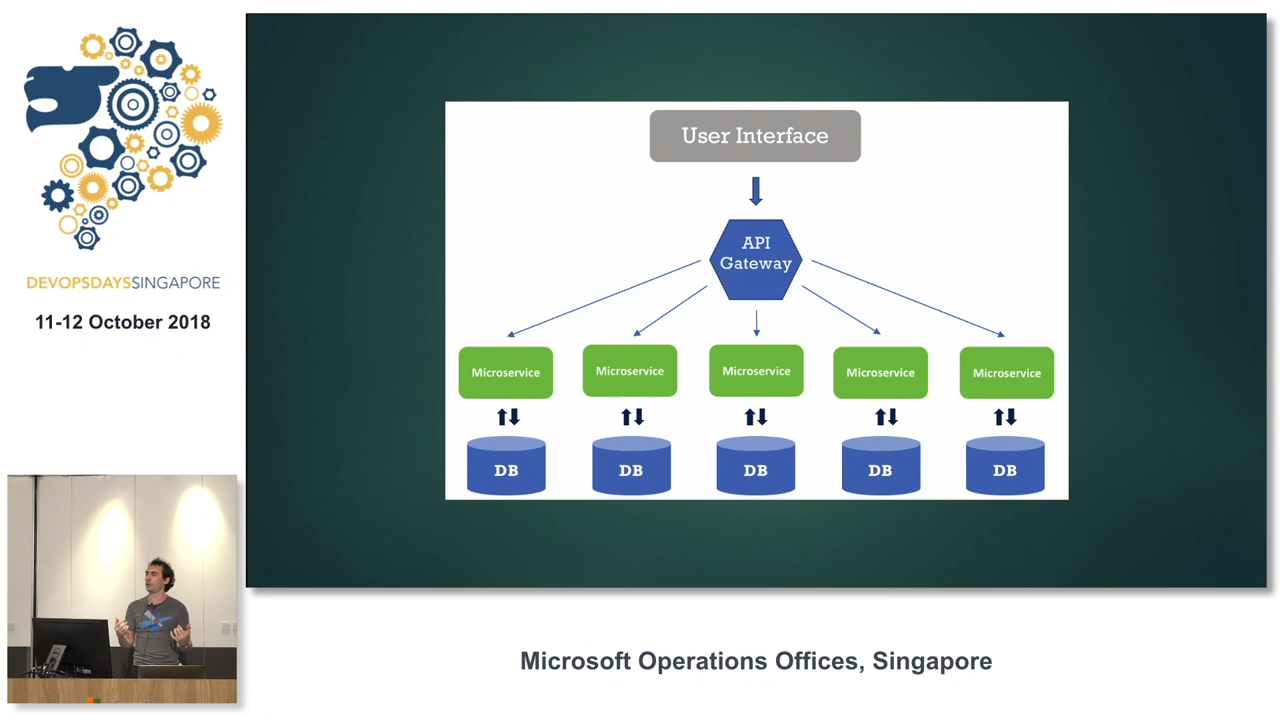 DEVOPSDAYSSINGAPORE
11-12 October 2018
User Interface
API
Gateway
Microservice
Microservice
Microservice
Microservice
Microservice
DB
DB
DB
DB
DB
Microsoft Operations Offices, Singapore